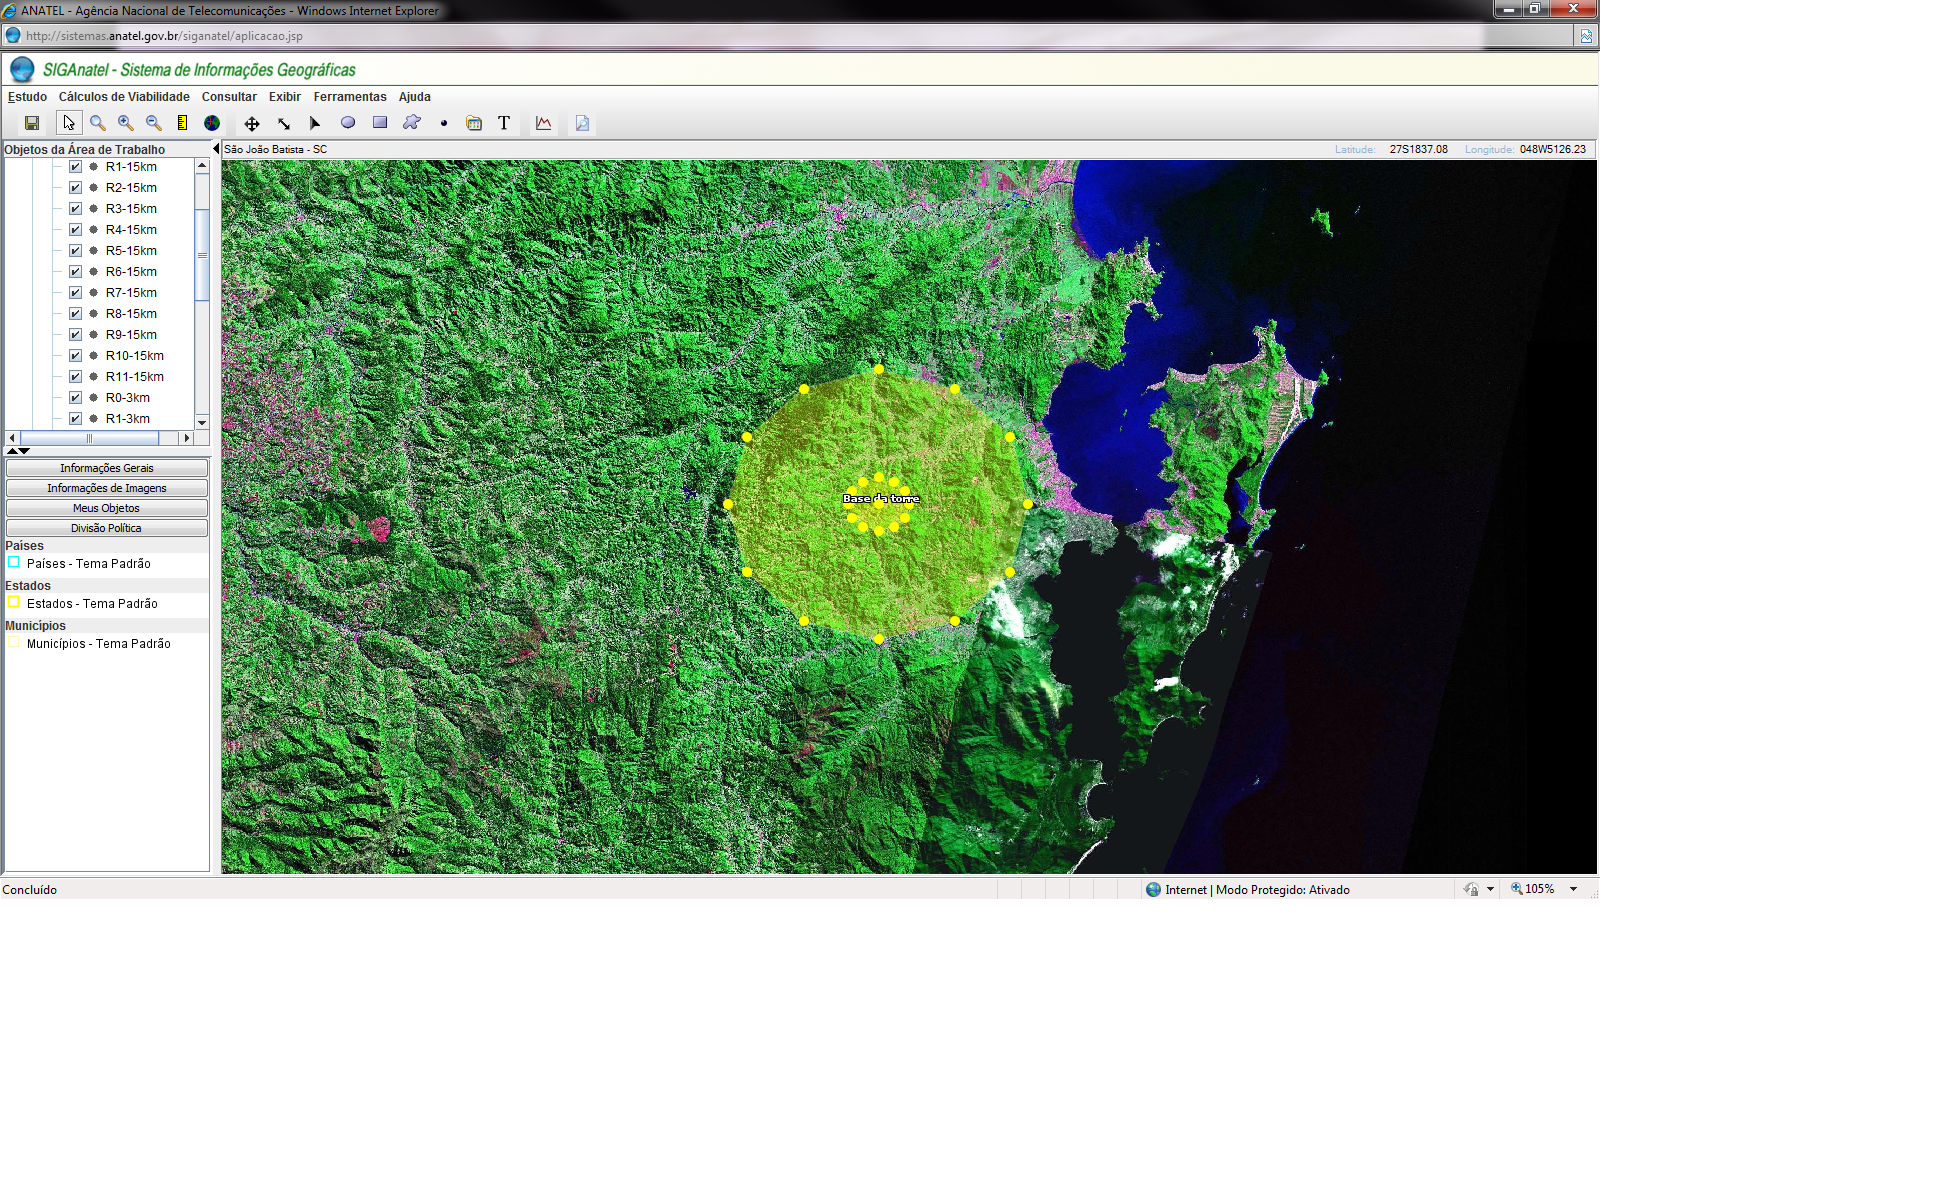 ANATEL - Agência Nacional de Telecomunicações - Windows Internet Explorer
http://sistemas.anatel.gov.br/siganatel/aplicacao.jsp
SIGAnatel - Sistema de Informações Geográficas
Estudo Cálculos de Viabilidade Consultar Exibir Ferramentas Ajuda
T
Objetos da Área de Trabalho
São João Batista - SC
Latitude: 27S1837.08 Longitude: 048W5126.23
R1-15km
R2-15km
R3-15km
R4-15km
R5-15km
R6-15km
R7-15km
R8-15km
R9-15km
R10-15km
R11-15km
R0-3km
R1-3km
Informações Gerais
Informações de Imagens
Meus Objetos
Divisão Política
Países
Países - Tema Padrão
Estados
Estados - Tema Padrão
Municípios
Municípios - Tema Padrão
Base da torre
Concluído
Internet | Modo Protegido: Ativado
105%